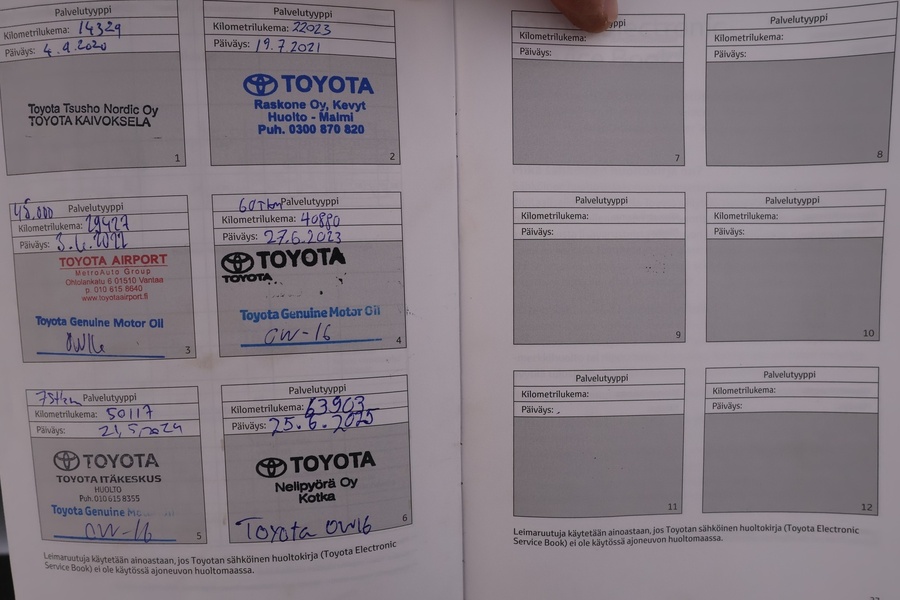 Palvelutyyppi
Kilometrilukema: 14329
Päiväys: 4.9.2020
Toyota Tsusho Nordic Oy
TOYOTA KAIVOKSELA
1
Palvelutyyppi
Kilometrilukema: 22023
Päiväys: 19.7.2021
TOYOTA
Raskone Oy, Kevyt
Huolto - Malmi
Puh. 0300 870 820
2
45.000 Palvelutyyppi
Kilometrilukema: 29427
Päiväys: 3.6.2022
TOYOTA AIRPORT
MetroAuto Group
Ohtolankatu 6 01510 Vantaa
p. 010 615 8640
www.toyotaairport.fi
Toyota Genuine Motor Oil
0W16
3
60Tkm Palvelutyyppi
Kilometrilukema: 40880
Päiväys: 27.6.2023
TOYOTA
TOYOTA
Toyota Genuine Motor Oil
0W-16
4
75tkm Palvelutyyppi
Kilometrilukema: 50117
Päiväys: 21,5,2024
TOYOTA
TOYOTA ITÄKESKUS
HUOLTO
Puh. 010 615 8355
Toyota Genuine
0W-16
5
Palvelutyyppi
Kilometrilukema: 63903
Päiväys: 25.6.2025
TOYOTA
Nelipyörä Oy
Kotka
Toyota 0W16
6
Leimaruutuja käytetään ainoastaan, jos Toyotan sähköinen huoltokirja (Toyota Electronic
Service Book) ei ole käytössä ajoneuvon huoltomaassa.
Kilometrilukema:
Päiväys:
7
Palvelutyyppi
Kilometrilukema:
Päiväys:
8
Palvelutyyppi
Kilometrilukema:
Päiväys:
9
Palvelutyyppi
Kilometrilukema:
Päiväys:
10
Palvelutyyppi
Kilometrilukema:
Päiväys:
11
Palvelutyyppi
Kilometrilukema:
Päiväys:
12
Leimaruutuja käytetään ainoastaan, jos Toyotan sähköinen huoltokirja (Toyota Electronic
Service Book) ei ole käytössä ajoneuvon huoltomaassa.